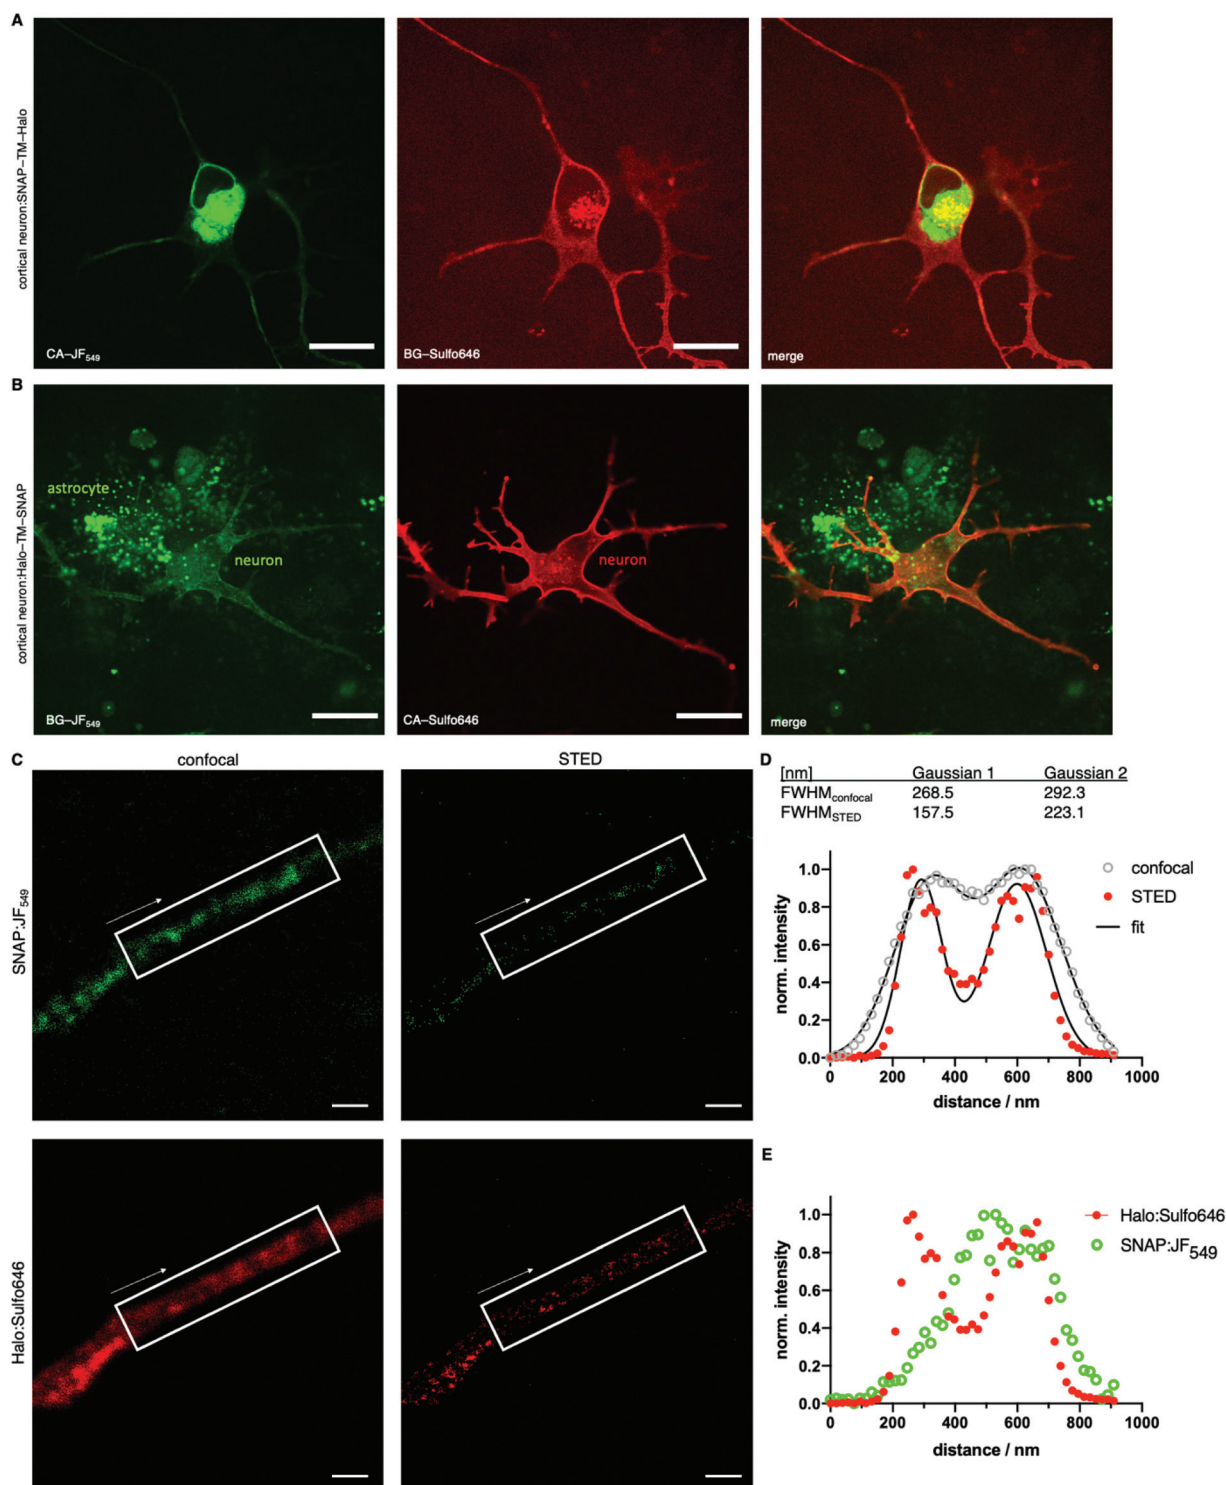 A
cortical neuron:SNAP–TM–Halo
CA–JF549
BG–Sulfo646
merge
B
cortical neuron:Halo–TM–SNAP
astrocyte
neuron
BG–JF549
neuron
CA–Sulfo646
merge
C
confocal
STED
SNAP:JF549
Halo:Sulfo646
D
[nm] Gaussian 1 Gaussian 2
FWHMconfocal 268.5 292.3
FWHMSTED 157.5 223.1
norm. intensity
1.0
0.8
0.6
0.4
0.2
0.0
0 200 400 600 800 1000
distance / nm
confocal
STED
fit
E
norm. intensity
1.0
0.8
0.6
0.4
0.2
0.0
0 200 400 600 800 1000
distance / nm
Halo:Sulfo646
SNAP:JF549